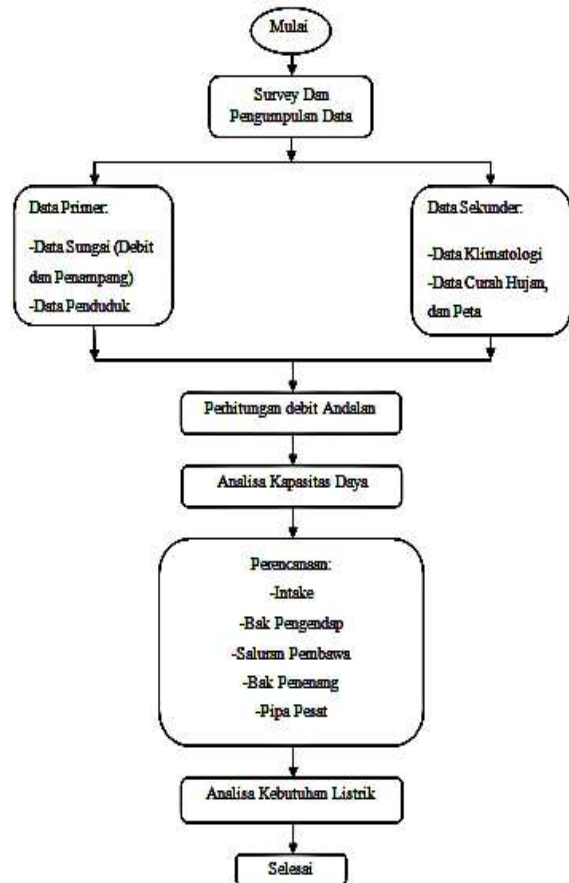 Mulai
Survey Dan
Pengumpulan Data
Data Primer:
-Data Sungai (Debit
dan Penampang)
-Data Penduduk
Data Sekunder:
-Data Klimatologi
-Data Curah Hujan,
dan Peta
Perhitungan debit Andalan
Analisa Kapasitas Daya
Perencanaan:
-Intake
-Bak Pengendap
-Saluran Pembawa
-Bak Penenang
-Pipa Pesat
Analisa Kebutuhan Listrik
Selesai